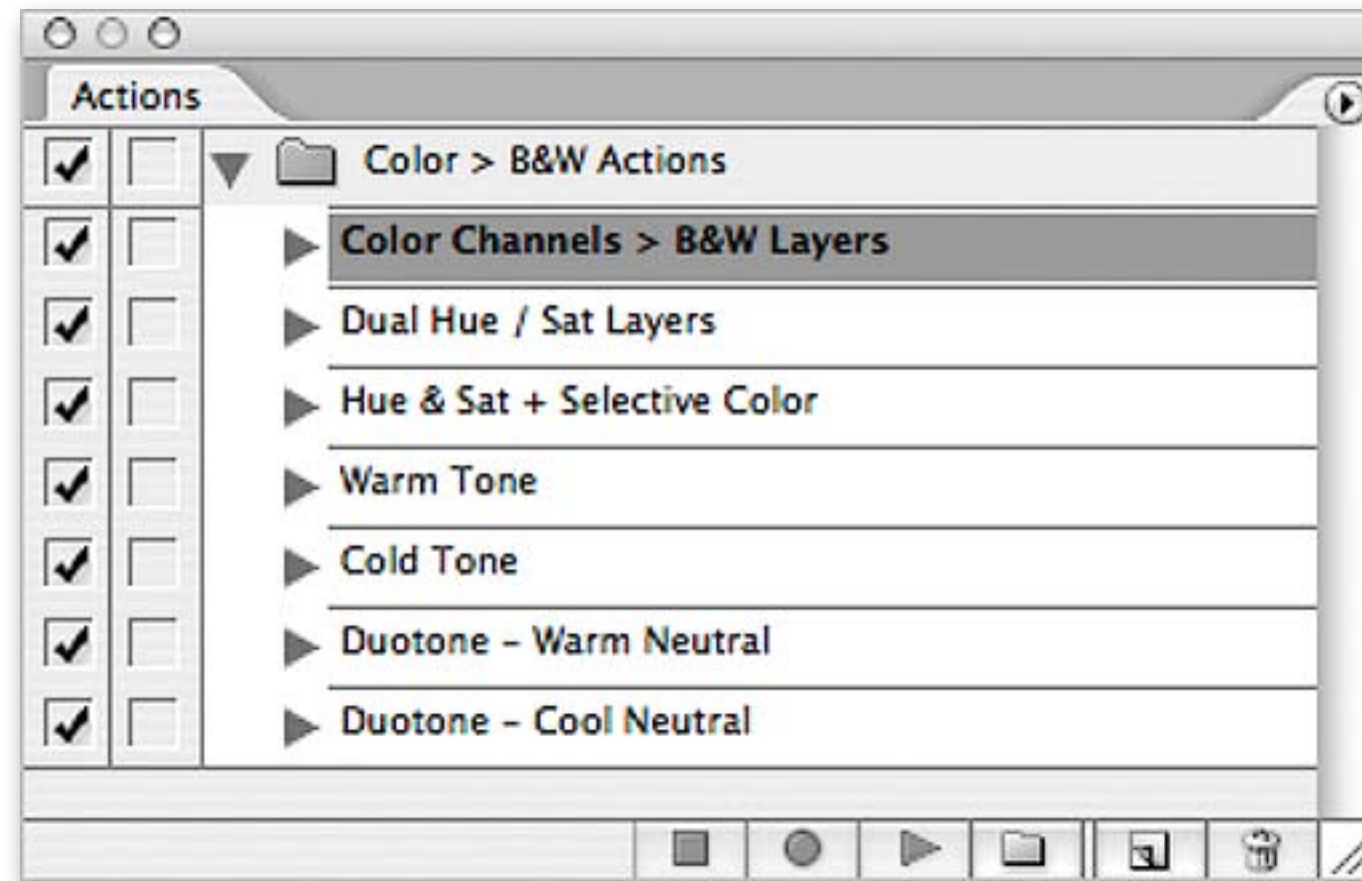 Actions
Color > B&W Actions
Color Channels > B&W Layers
Dual Hue / Sat Layers
Hue & Sat + Selective Color
Warm Tone
Cold Tone
Duotone – Warm Neutral
Duotone – Cool Neutral